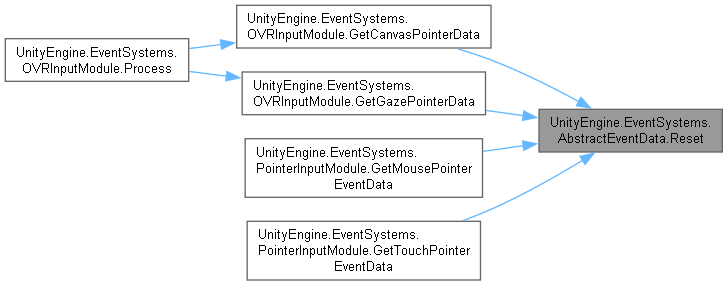 UnityEngine.EventSystems.
OVRInputModule.Process
UnityEngine.EventSystems.
OVRInputModule.GetCanvasPointerData
UnityEngine.EventSystems.
OVRInputModule.GetGazePointerData
UnityEngine.EventSystems.
PointerInputModule.GetMousePointer
EventData
UnityEngine.EventSystems.
PointerInputModule.GetTouchPointer
EventData
UnityEngine.EventSystems.
AbstractEventData.Reset